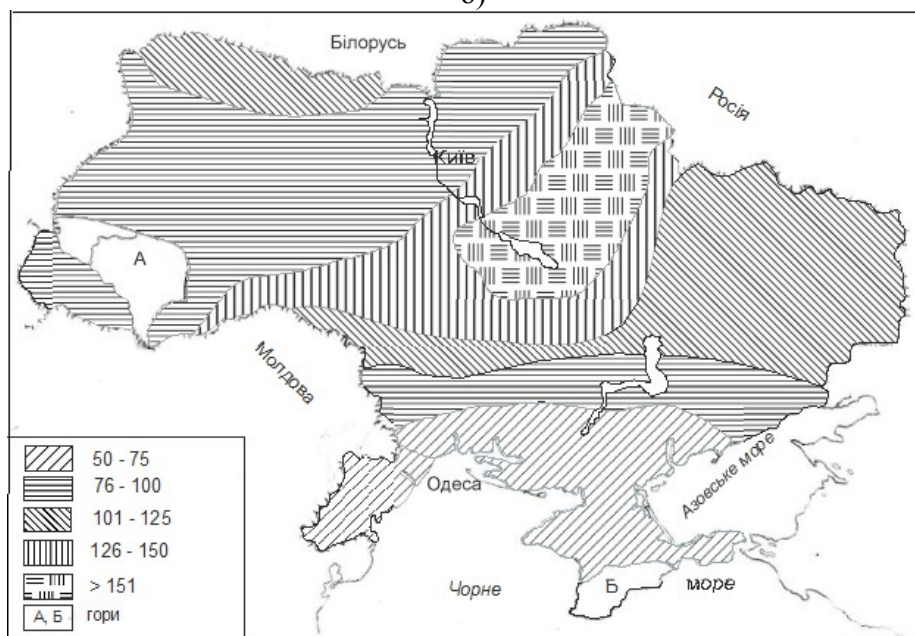 б)
Білорусь
Росія
Київ
А
Молдова
50 - 75
76 - 100
101 - 125
126 - 150
> 151
А, Б гори
Одеса
Азовське море
Чорне
Б
море